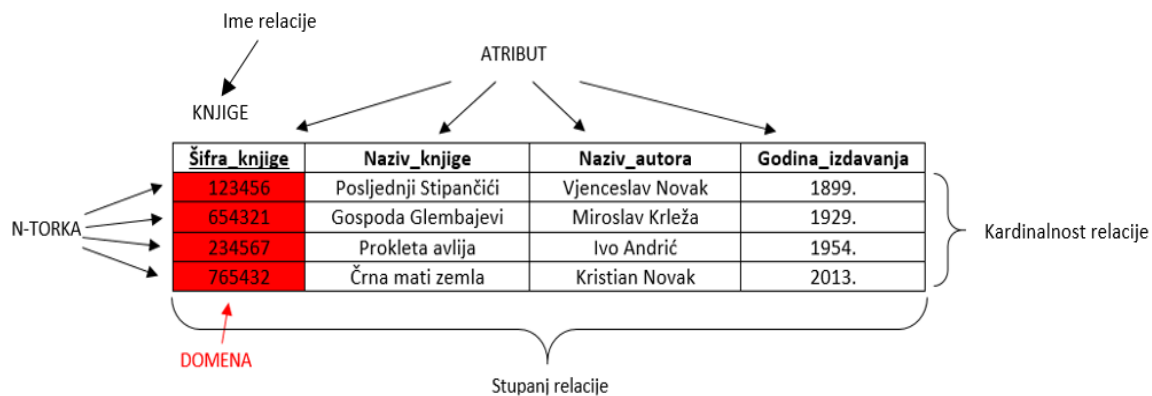 Ime relacije
ATRIBUT
KNJIGE
Šifra_knjige Naziv_knjige Naziv_autora Godina_izdavanja
123456 Posljednji Stipančići Vjenceslav Novak 1899.
654321 Gospoda Glembajevi Miroslav Krleža 1929.
N-TORKA
Kardinalnost relacije
234567 Prokleta avlija Ivo Andrić 1954.
765432 Črna mati zemla Kristian Novak 2013.
DOMENA
Stupanj relacije